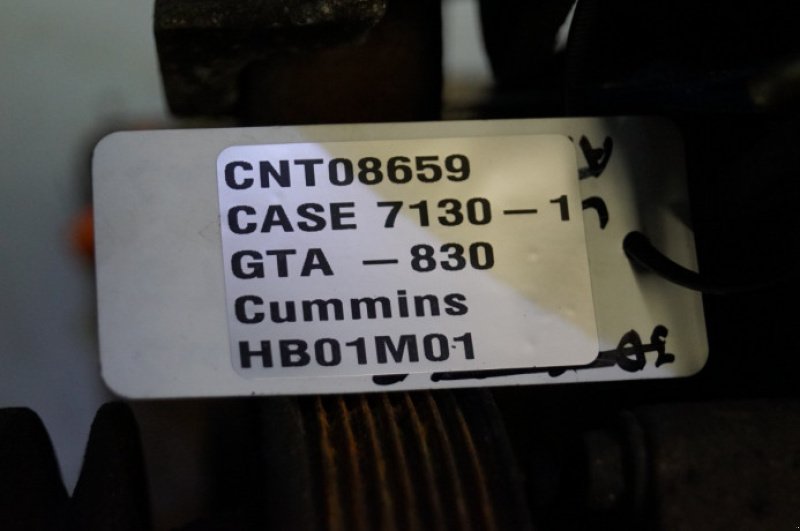 CNT08659
CASE 7130 – 1
GTA – 830
Cummins
HB01M01